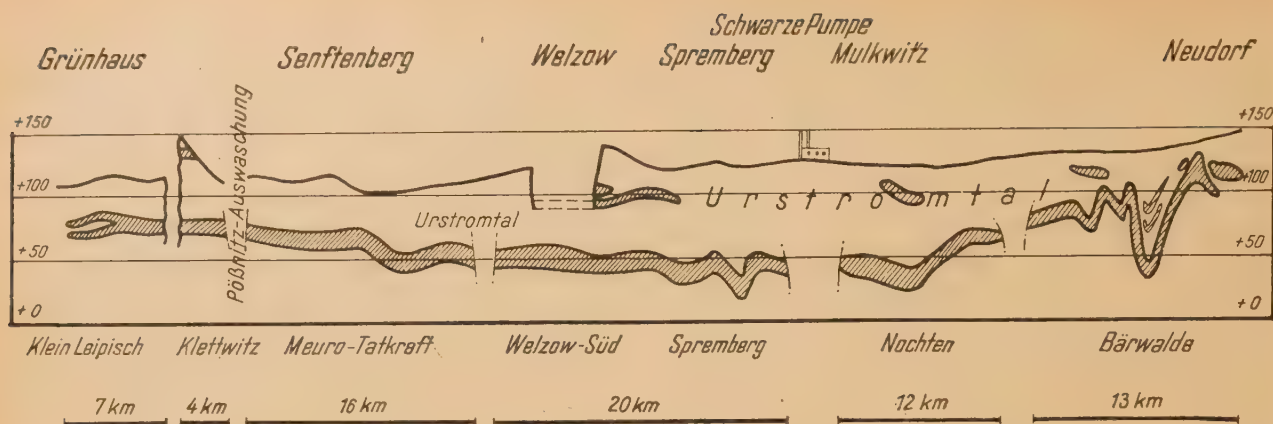 Schwarze Pumpe
Grünhaus Senftenberg Welzow Spremberg Mulkwitz Neudorf
+150 +150
Pößnitz-Auswaschung
+100 +100
Urstromtal
Urstromtal
+50 +50
+0 +0
Klein Leipisch Klettwitz Meuro-Tatkraft Welzow-Süd Spremberg Nochten Bärwalde
7 km 4 km 16 km 20 km 12 km 13 km